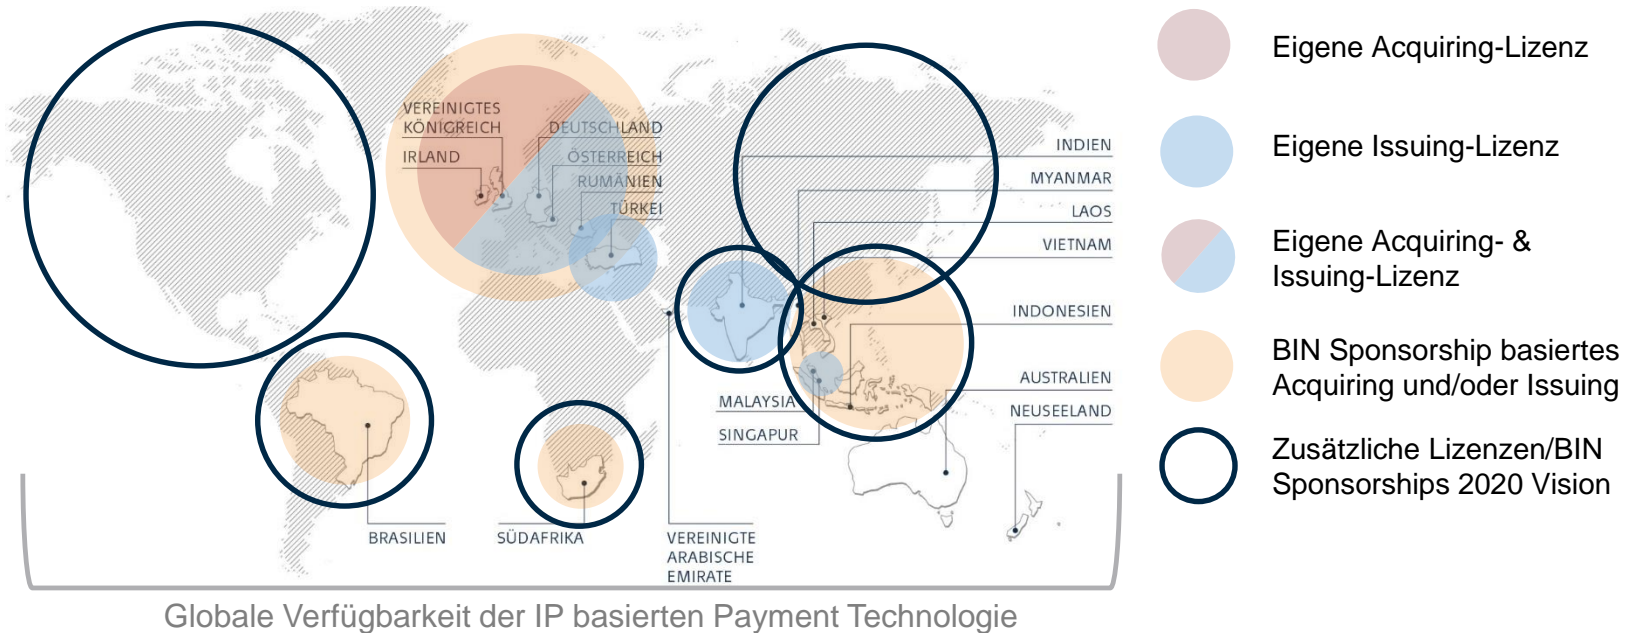 VEREINIGTES
KÖNIGREICH
IRLAND
DEUTSCHLAND
ÖSTERREICH
RUMÄNIEN
TÜRKEI
INDIEN
MYANMAR
LAOS
VIETNAM
INDONESIEN
AUSTRALIEN
NEUSEELAND
MALAYSIA
SINGAPUR
BRASILIEN
SÜDAFRIKA
VEREINIGTE
ARABISCHE
EMIRATE
Globale Verfügbarkeit der IP basierten Payment Technologie
Eigene Acquiring-Lizenz
Eigene Issuing-Lizenz
Eigene Acquiring- &
Issuing-Lizenz
BIN Sponsorship basiertes
Acquiring und/oder Issuing
Zusätzliche Lizenzen/BIN
Sponsorships 2020 Vision